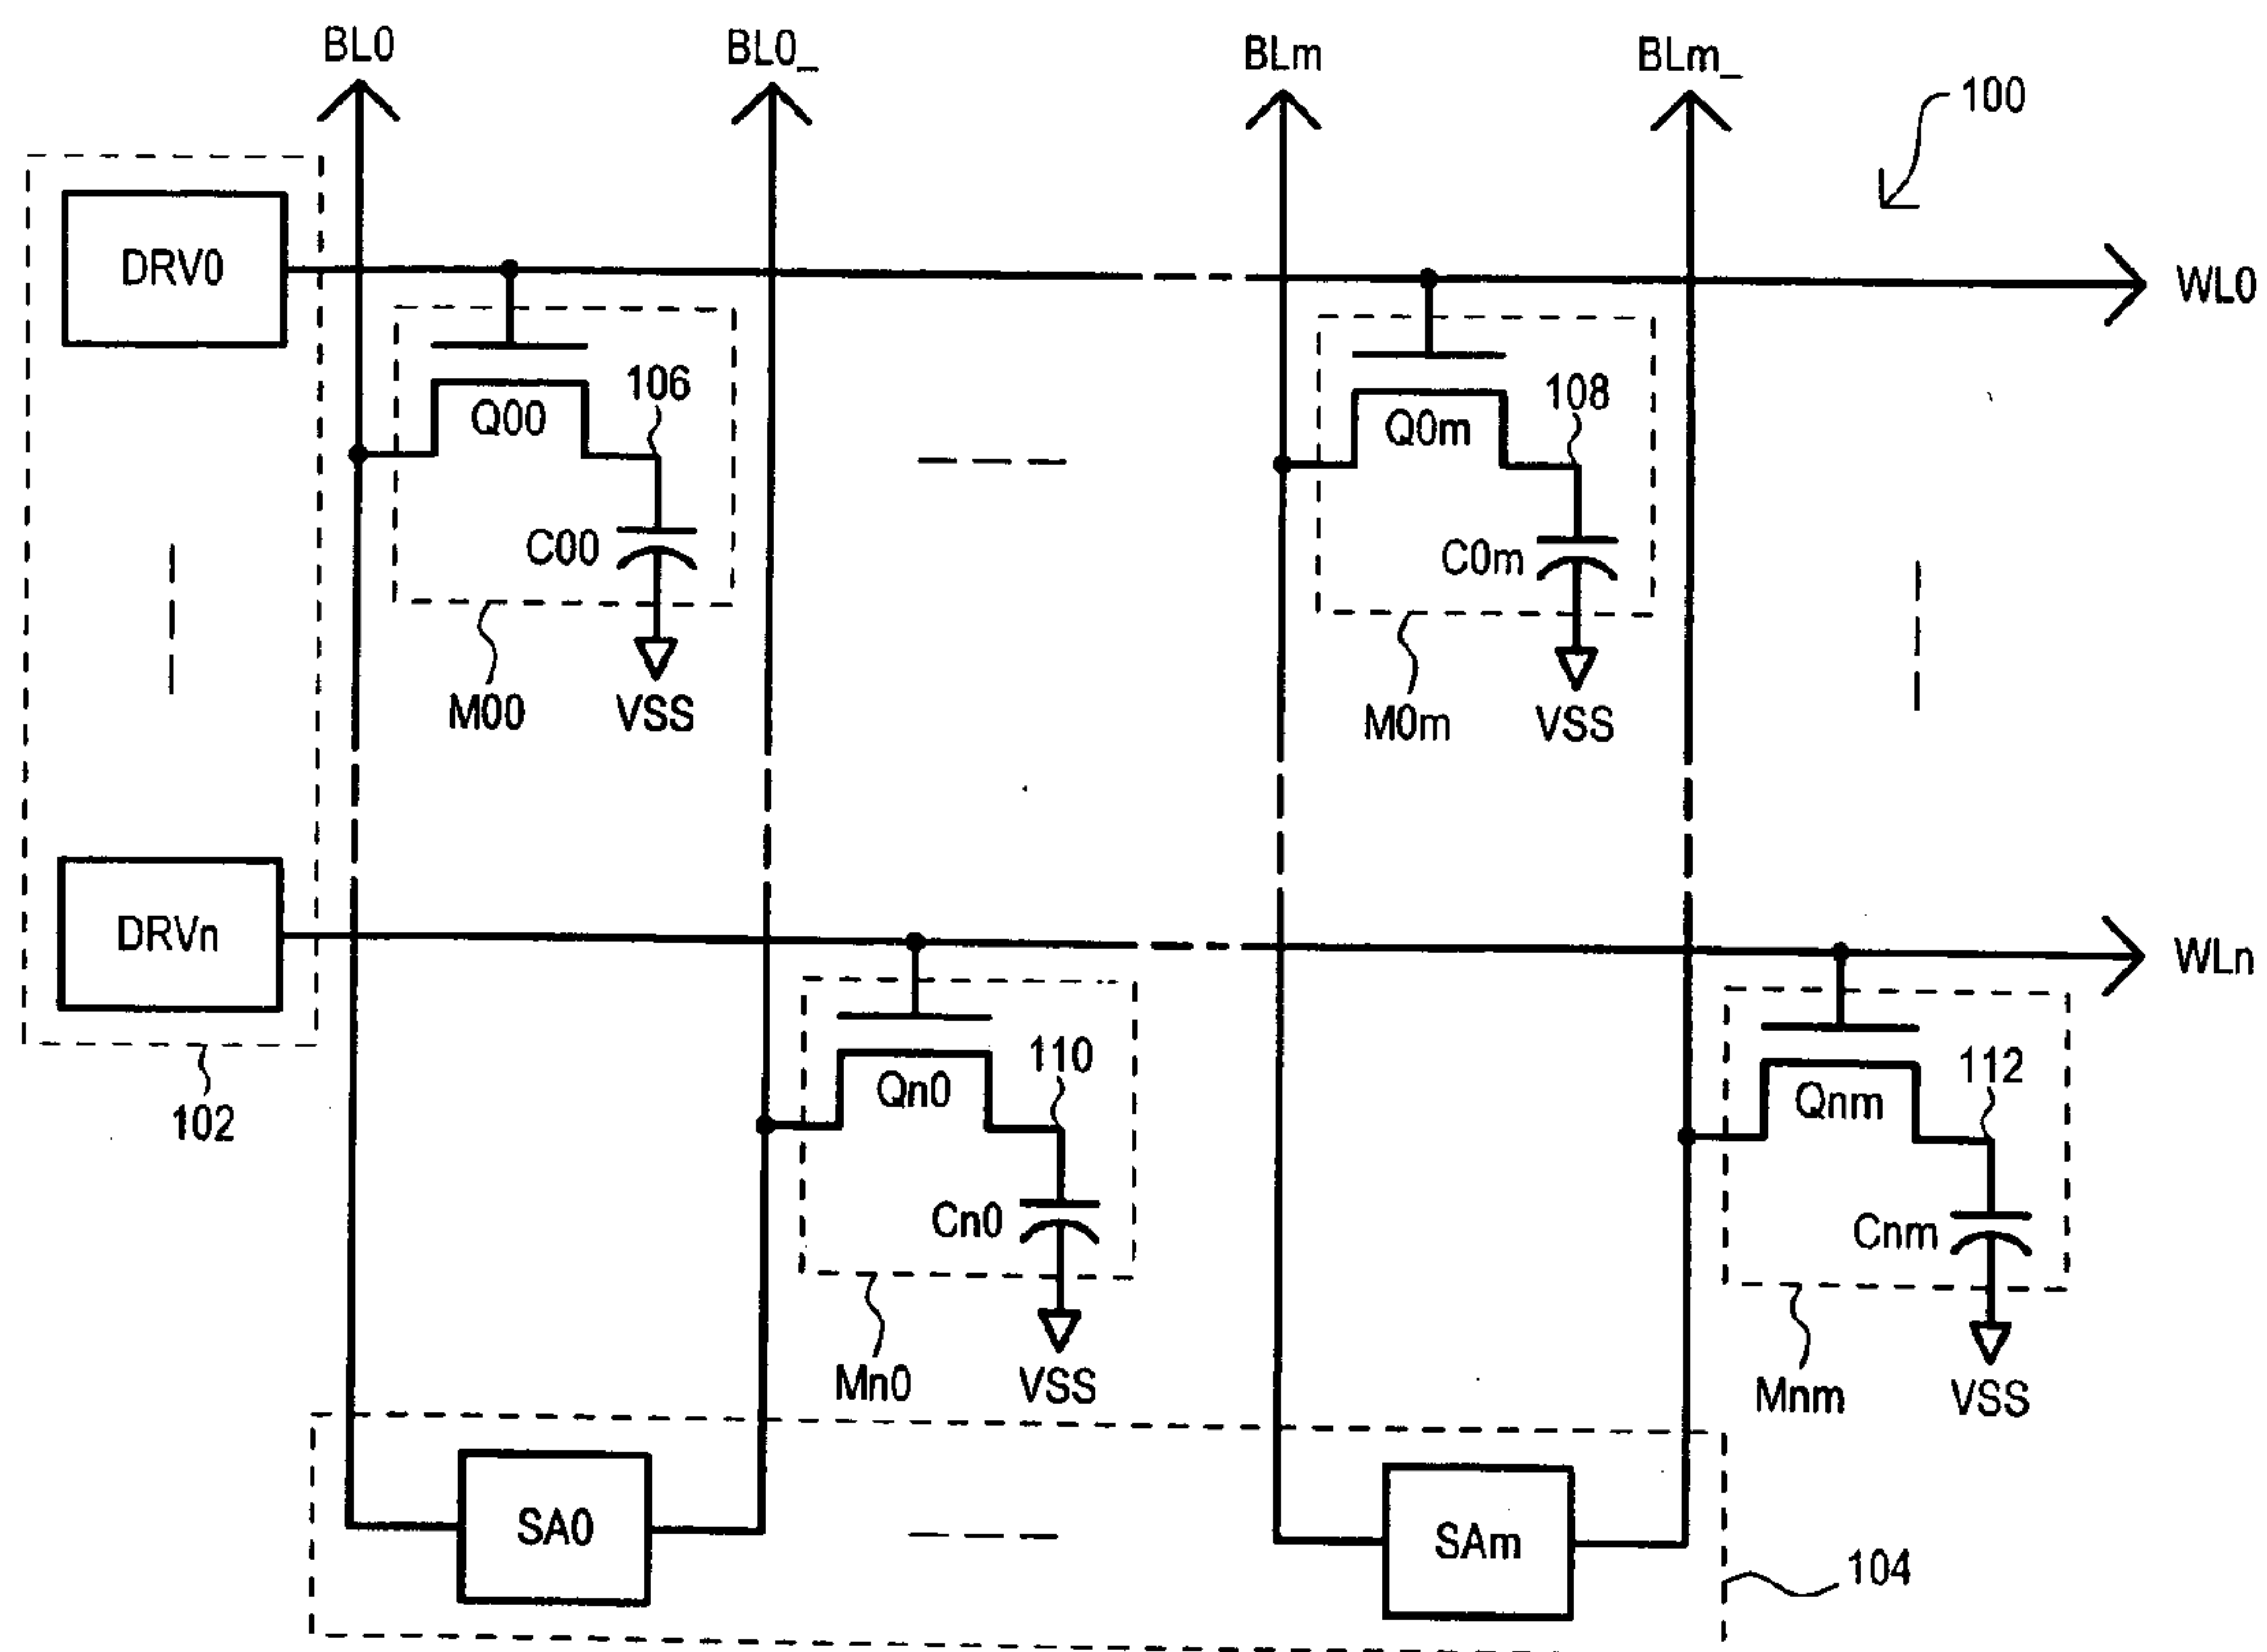 BL0
BL0_
BLm
BLm_
100
DRV0
WL0
106
Q00
108
Q0m
C00
C0m
M00
VSS
M0m
VSS
DRVn
WLn
102
110
Qn0
112
Qnm
Cn0
Cnm
Mn0
VSS
Mnm
VSS
SA0
SAm
104